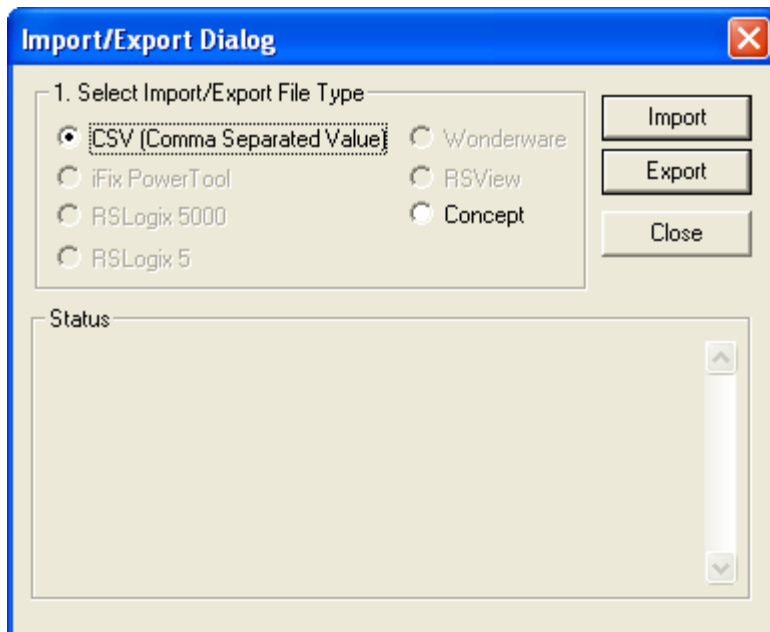 Import/Export Dialog
1. Select Import/Export File Type
CSV (Comma Separated Value)
iFix PowerTool
RSLogix 5000
RSLogix 5
Wonderware
RSView
Concept
Import
Export
Close
Status